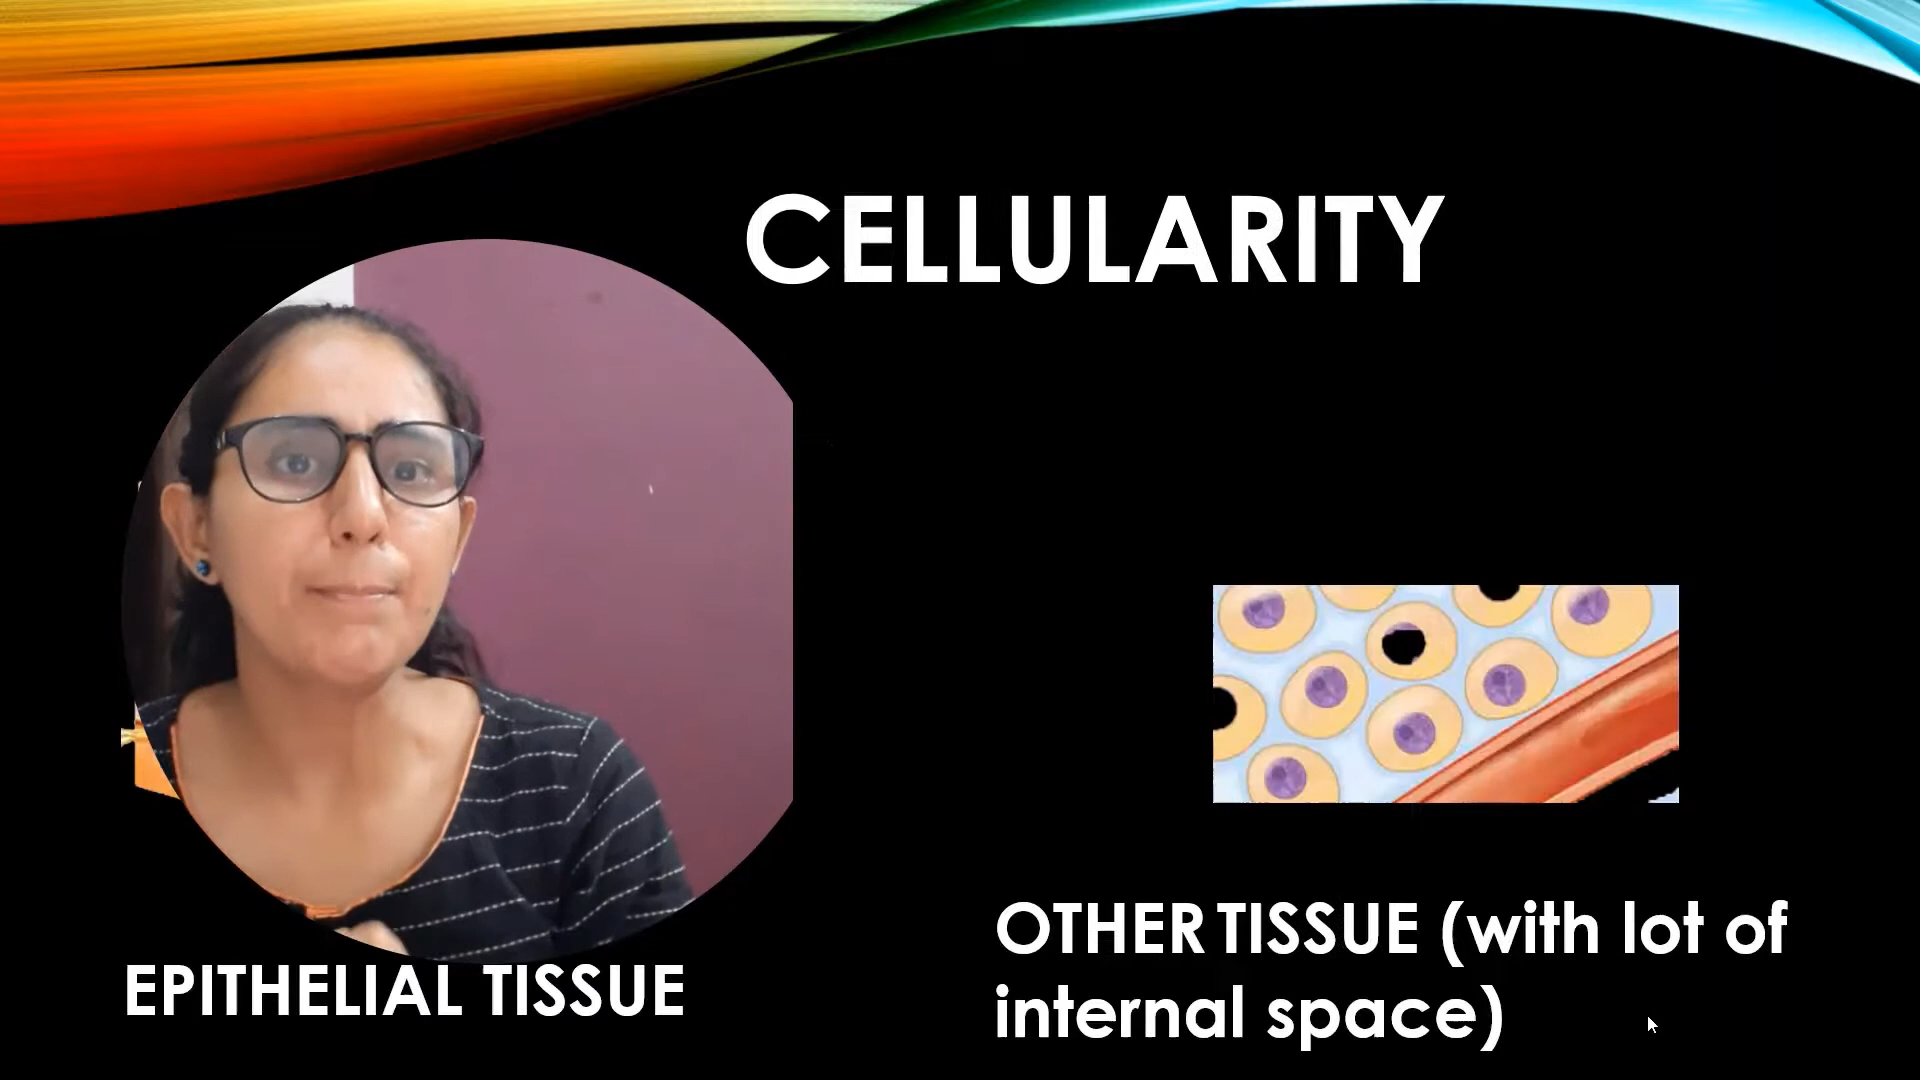 CELLULARITY
EPITHELIAL TISSUE
OTHER TISSUE (with lot of
internal space)